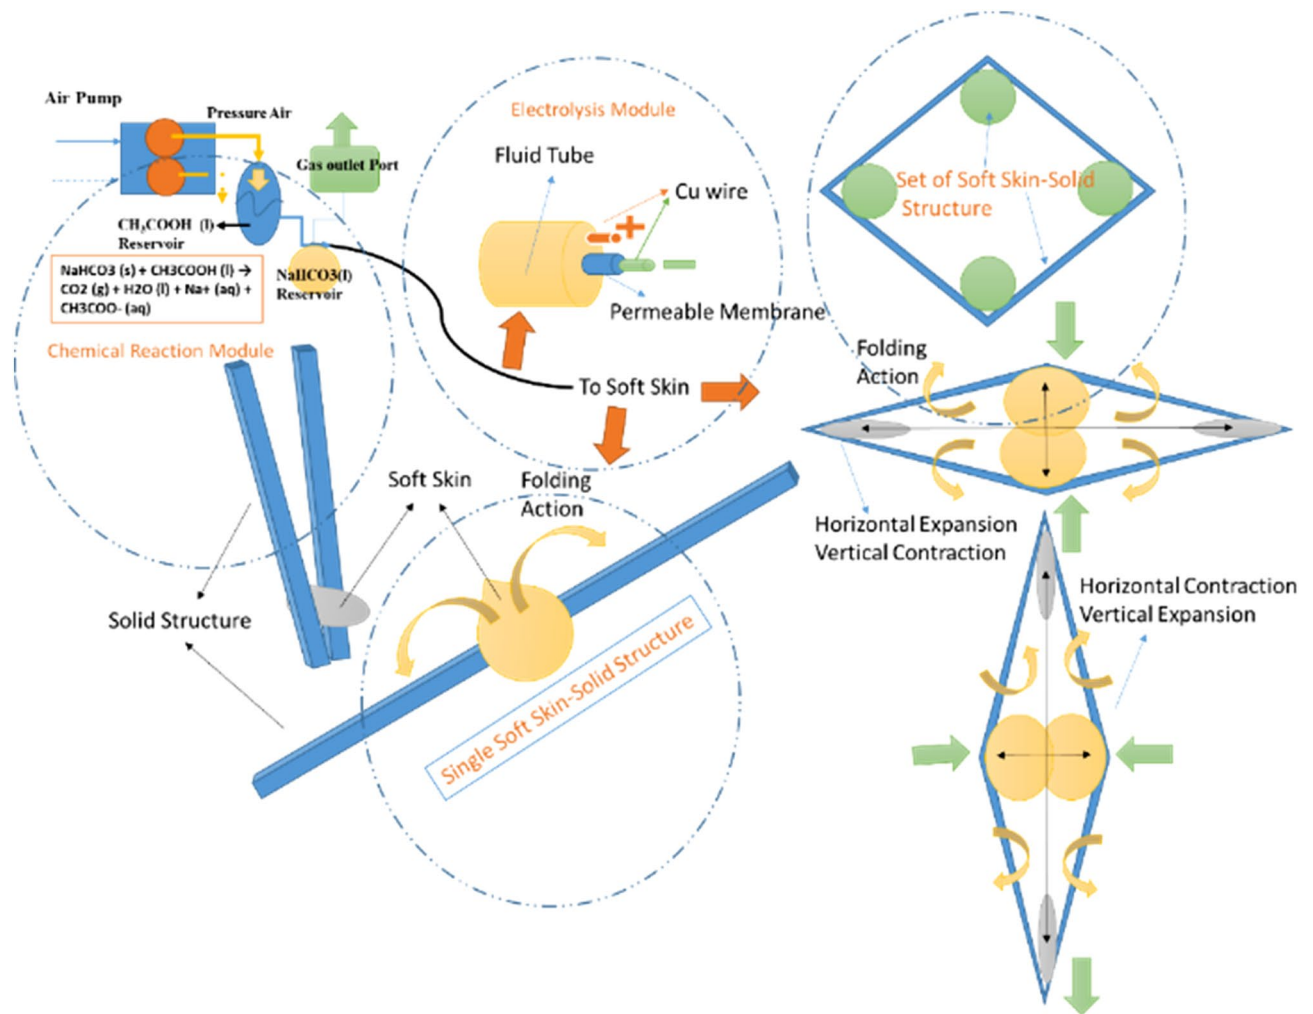 Air Pump
Pressure Air
Gas outlet Port
CH3COOH (l)
Reservoir
NaHCO3(l)
Reservoir
NaHCO3 (s) + CH3COOH (l) →
CO2 (g) + H2O (l) + Na+ (aq) +
CH3COO- (aq)
Chemical Reaction Module
Electrolysis Module
Fluid Tube
Cu wire
Permeable Membrane
To Soft Skin
Set of Soft Skin-Solid
Structure
Folding
Action
Horizontal Expansion
Vertical Contraction
Soft Skin
Folding
Action
Solid Structure
Single Soft Skin-Solid Structure
Horizontal Contraction
Vertical Expansion